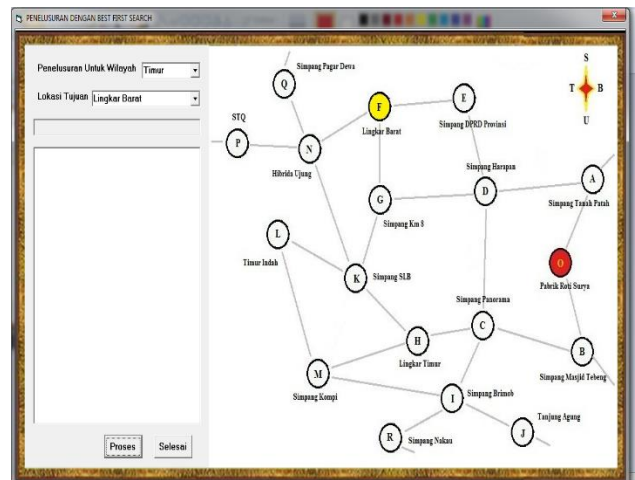 PENELUSURAN DENGAN BEST FIRST SEARCH
Penelusuran Untuk Wilayah Timur
Lokasi Tujuan Lingkar Barat
Proses Selesai
S
T B
U
Q Simpang Pagar Dewa
F
Lingkar Barat
E
Simpang DPRD Provinsi
STQ
P
N
Hibrida Ujung
Simpang Harapan
D
A
Simpang Tanah Patah
G
Simpang Km 8
L
Timur Indah
K Simpang SLB
O
Pabrik Roti Surya
Simpang Panorama
C
H
Lingkar Timur
B
Simpang Masjid Tebeng
M
Simpang Kompi
I Simpang Brimob
R Simpang Nakau
J Tanjung Agung